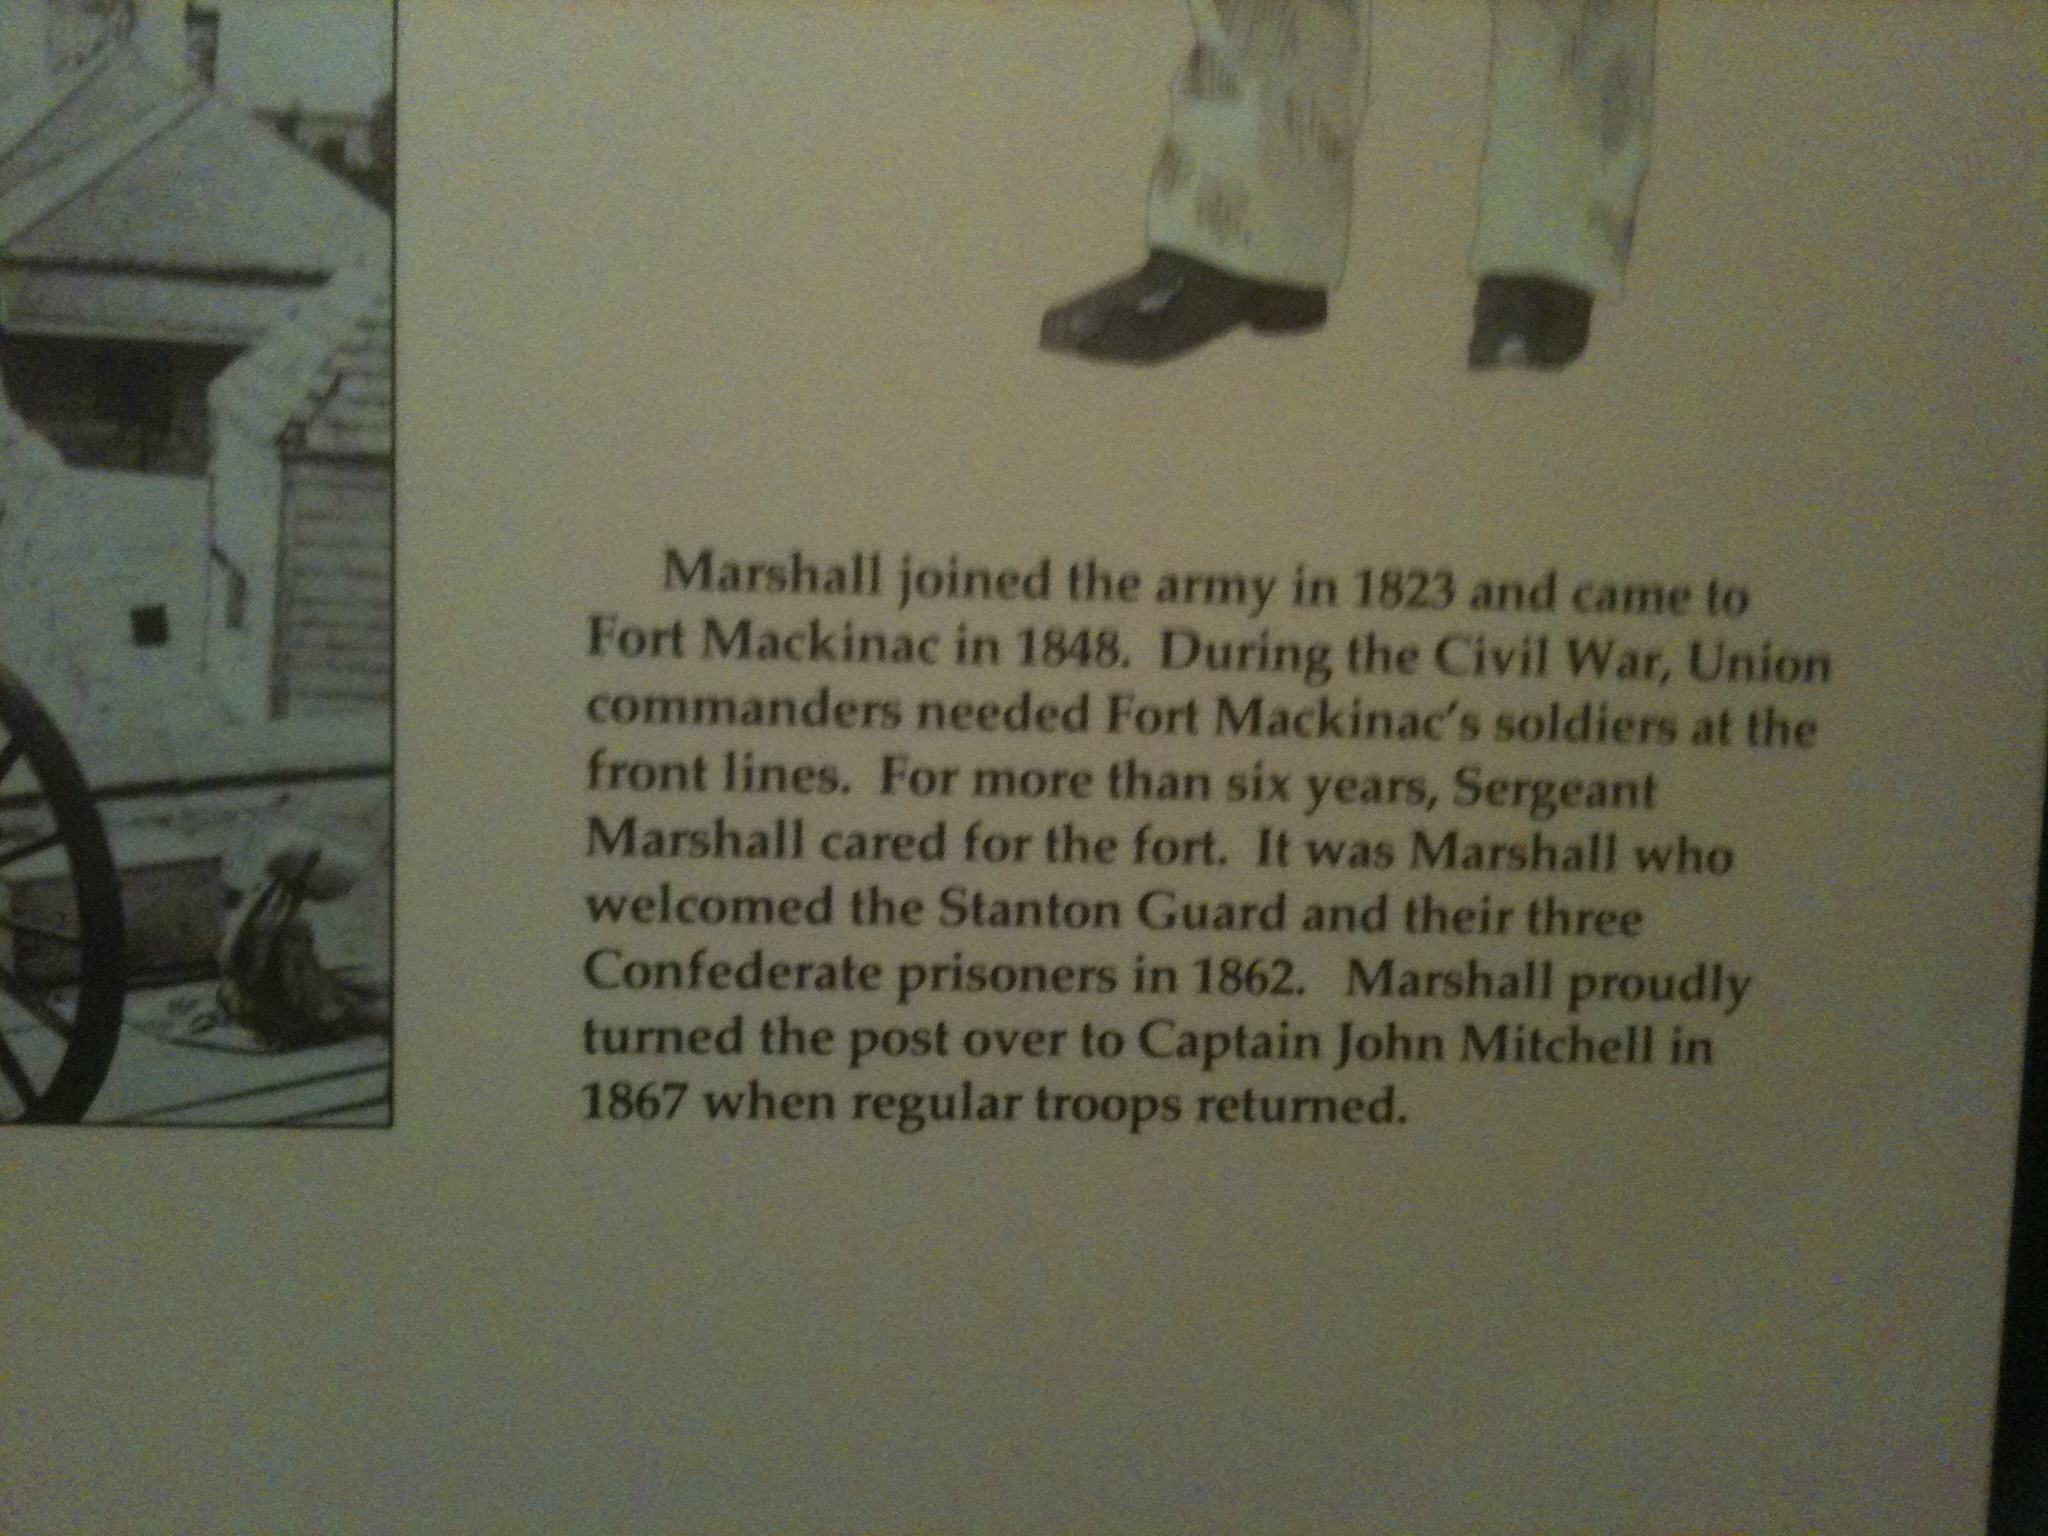 Marshall joined the army in 1823 and came to
Fort Mackinac in 1848. During the Civil War, Union
commanders needed Fort Mackinac's soldiers at the
front lines. For more than six years, Sergeant
Marshall cared for the fort. It was Marshall who
welcomed the Stanton Guard and their three
Confederate prisoners in 1862. Marshall proudly
turned the post over to Captain John Mitchell in
1867 when regular troops returned.